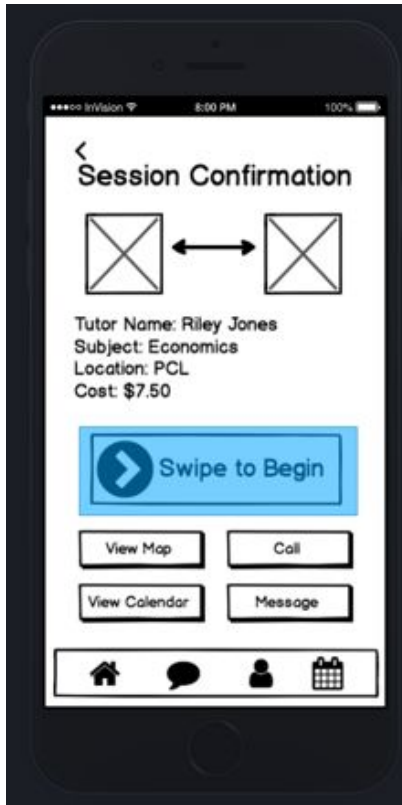 InVision 8:00 PM 100%
Session Confirmation
Tutor Name: Riley Jones
Subject: Economics
Location: PCL
Cost: $7.50
Swipe to Begin
View Map Call
View Calendar Message